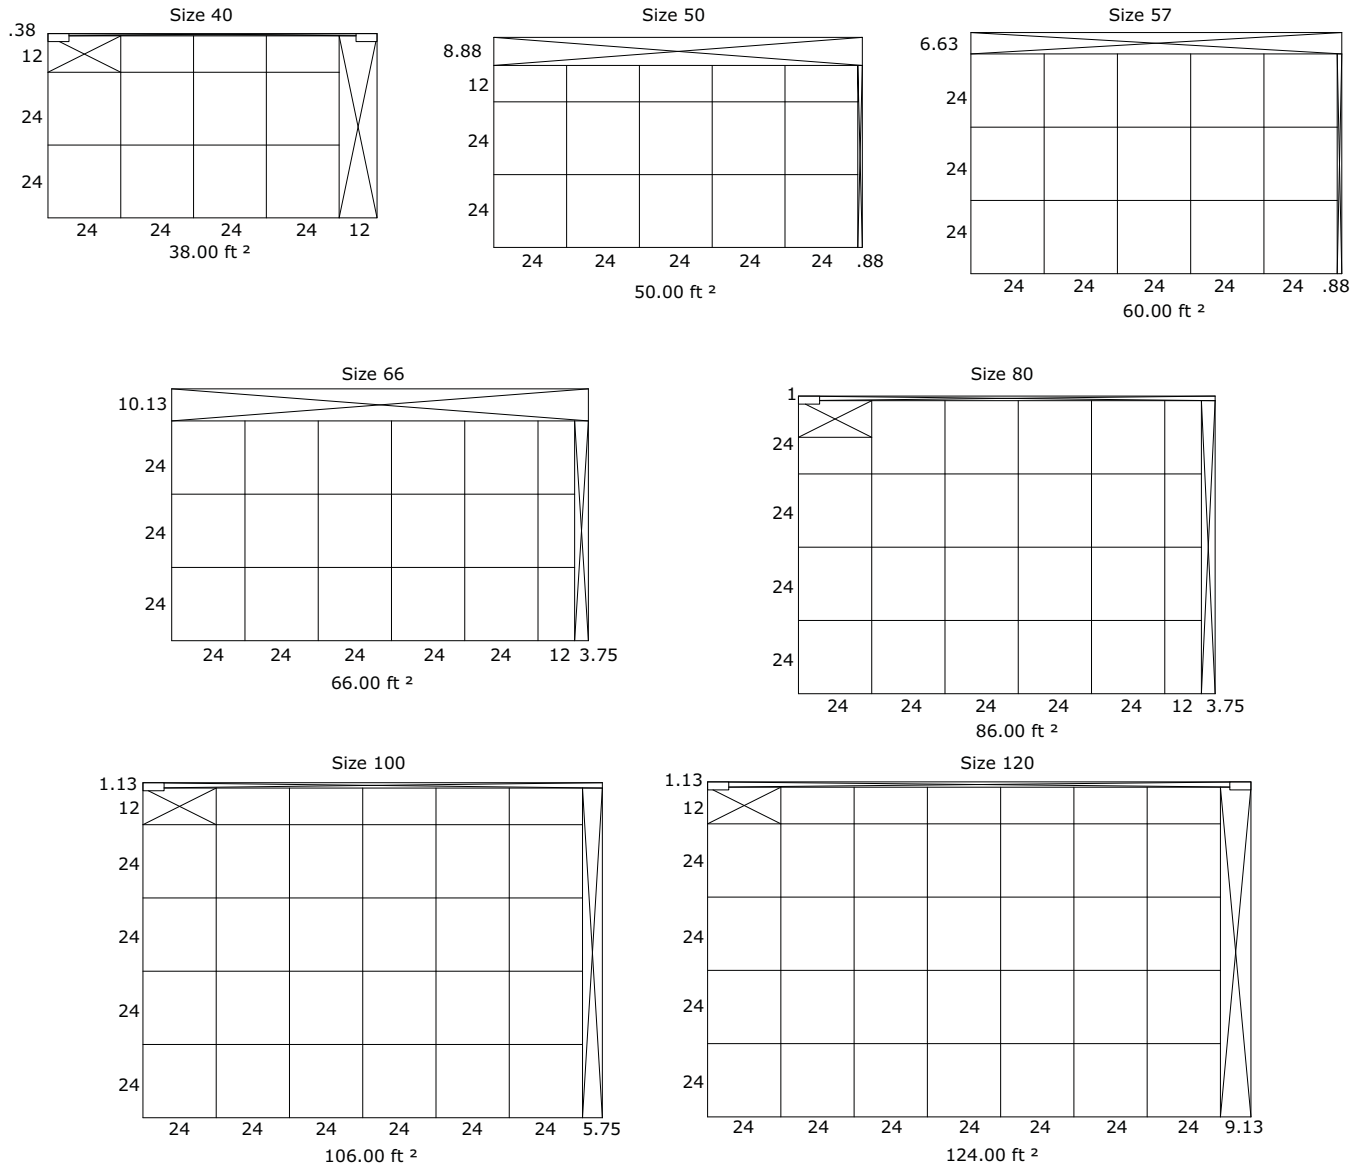 Size 40
.38
12
24
24
24 24 24 24 12
38.00 ft ²
Size 50
8.88
12
24
24
24 24 24 24 24 .88
50.00 ft ²
Size 57
6.63
24
24
24
24 24 24 24 24 .88
60.00 ft ²
Size 66
10.13
24
24
24
24 24 24 24 24 12 3.75
66.00 ft ²
Size 80
1
24
24
24
24
24 24 24 24 24 12 3.75
86.00 ft ²
Size 100
1.13
12
24
24
24
24
24 24 24 24 24 24 5.75
106.00 ft ²
Size 120
1.13
12
24
24
24
24
24 24 24 24 24 24 24 9.13
124.00 ft ²